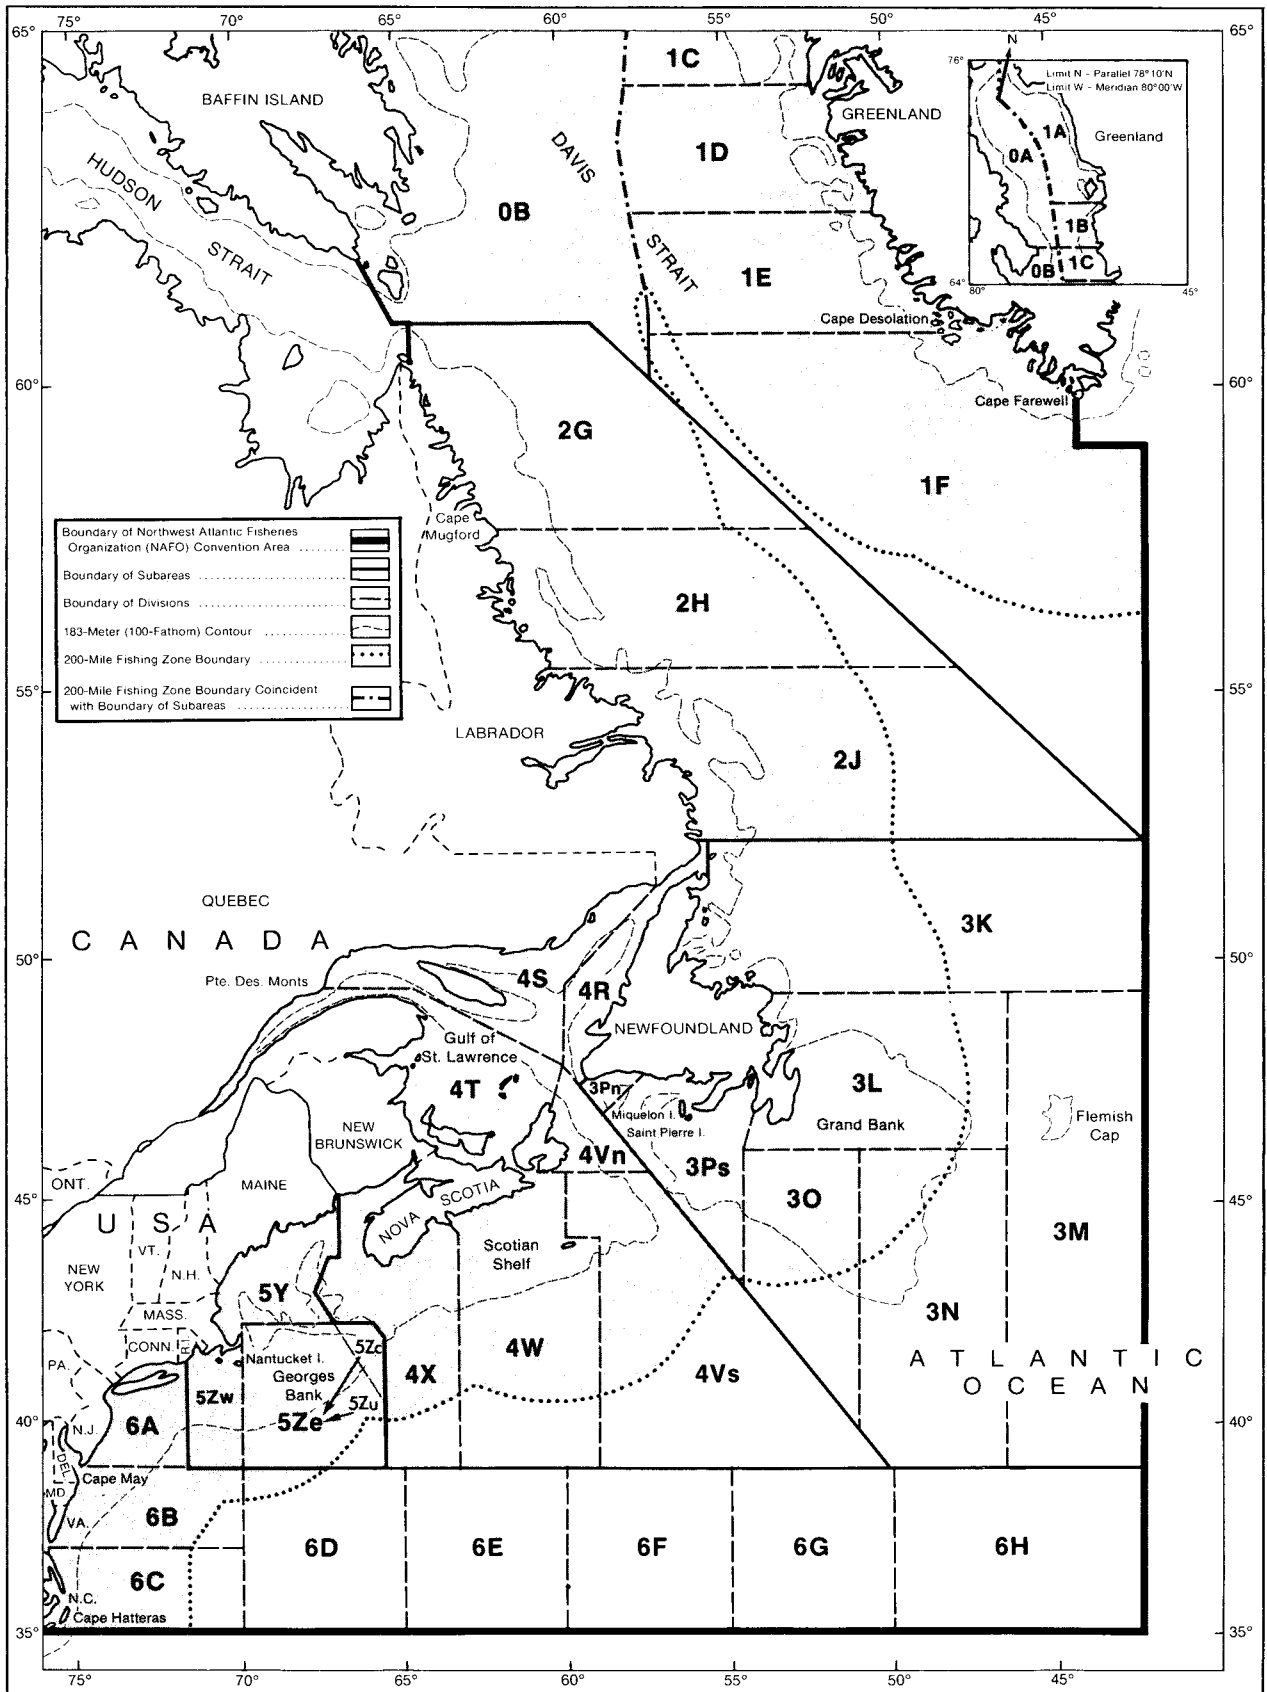 75° 70° 65° 60° 55° 50° 45°
65° 65°
N
76°
Limit N - Parallel 78°10'N
Limit W - Meridian 80°00'W
1A
Greenland
0A
1B
0B 1C
64°
80° 45°
1C
BAFFIN ISLAND
GREENLAND
DAVIS
1D
HUDSON
0B
STRAIT
STRAIT
1E
Cape Desolation
60° 60°
Cape Farewell
2G
1F
Cape
Mugford
Boundary of Northwest Atlantic Fisheries
Organization (NAFO) Convention Area
Boundary of Subareas
Boundary of Divisions
183-Meter (100-Fathom) Contour
200-Mile Fishing Zone Boundary
200-Mile Fishing Zone Boundary Coincident
with Boundary of Subareas
2H
55° 55°
LABRADOR
2J
QUEBEC
CANADA
3K
50° 50°
Pte. Des. Monts
4S
4R
NEWFOUNDLAND
Gulf of
St. Lawrence
4T
3Pn
3L
Miquelon I.
Saint Pierre I.
Grand Bank
Flemish
Cap
NEW
BRUNSWICK
4Vn
3Ps
ONT.
MAINE
NOVA SCOTIA
3O
45° 45°
USA
3M
VT.
Scotian
Shelf
NEW
YORK
N.H.
5Y
MASS.
3N
CONN.
R.I.
PA.
Nantucket I.
Georges
Bank
5Zc
4X
4W
4Vs
ATLANTIC
OCEAN
5Zw
5Zu
5Ze
40° 40°
N.J.
6A
DEL.
Cape May
MD.
VA.
6B
6D
6E
6F
6G
6H
6C
N.C.
Cape Hatteras
35° 35°
75° 70° 65° 60° 55° 50° 45°